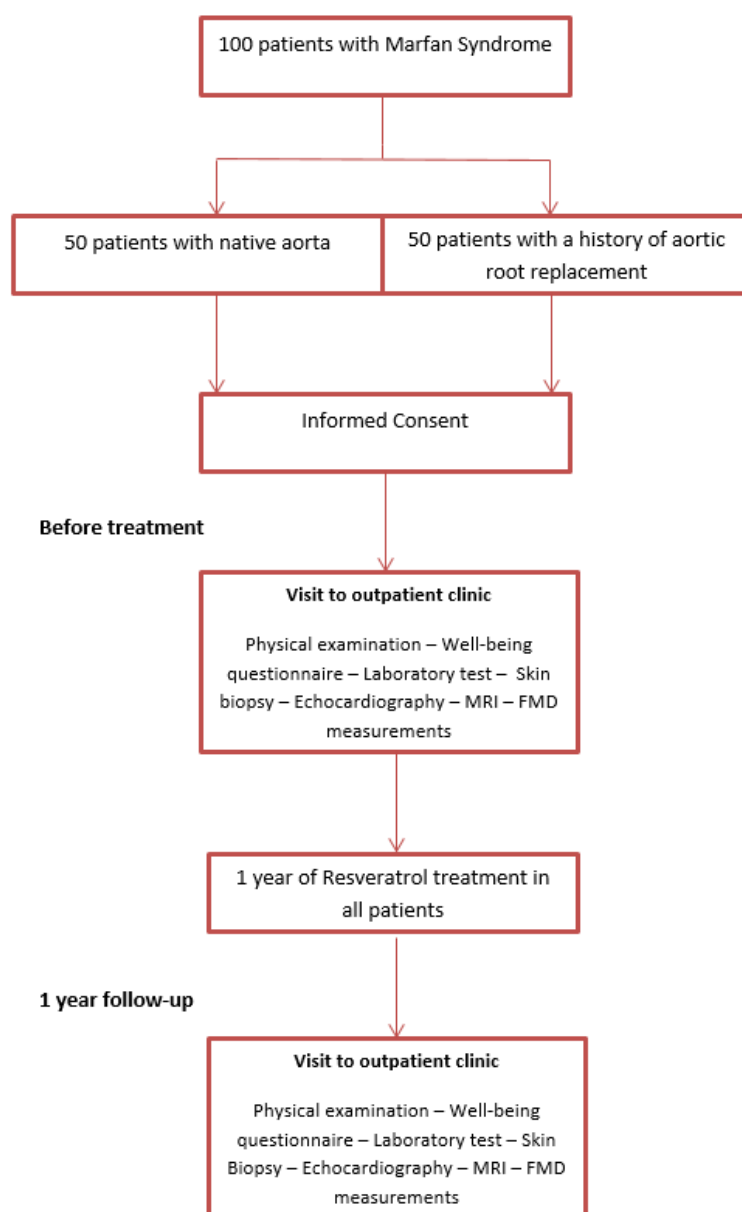 100 patients with Marfan Syndrome
50 patients with native aorta
50 patients with a history of aortic
root replacement
Informed Consent
Before treatment
Visit to outpatient clinic
Physical examination – Well-being
questionnaire – Laboratory test – Skin
biopsy – Echocardiography – MRI – FMD
measurements
1 year of Resveratrol treatment in
all patients
1 year follow-up
Visit to outpatient clinic
Physical examination – Well-being
questionnaire – Laboratory test – Skin
Biopsy – Echocardiography – MRI – FMD
measurements